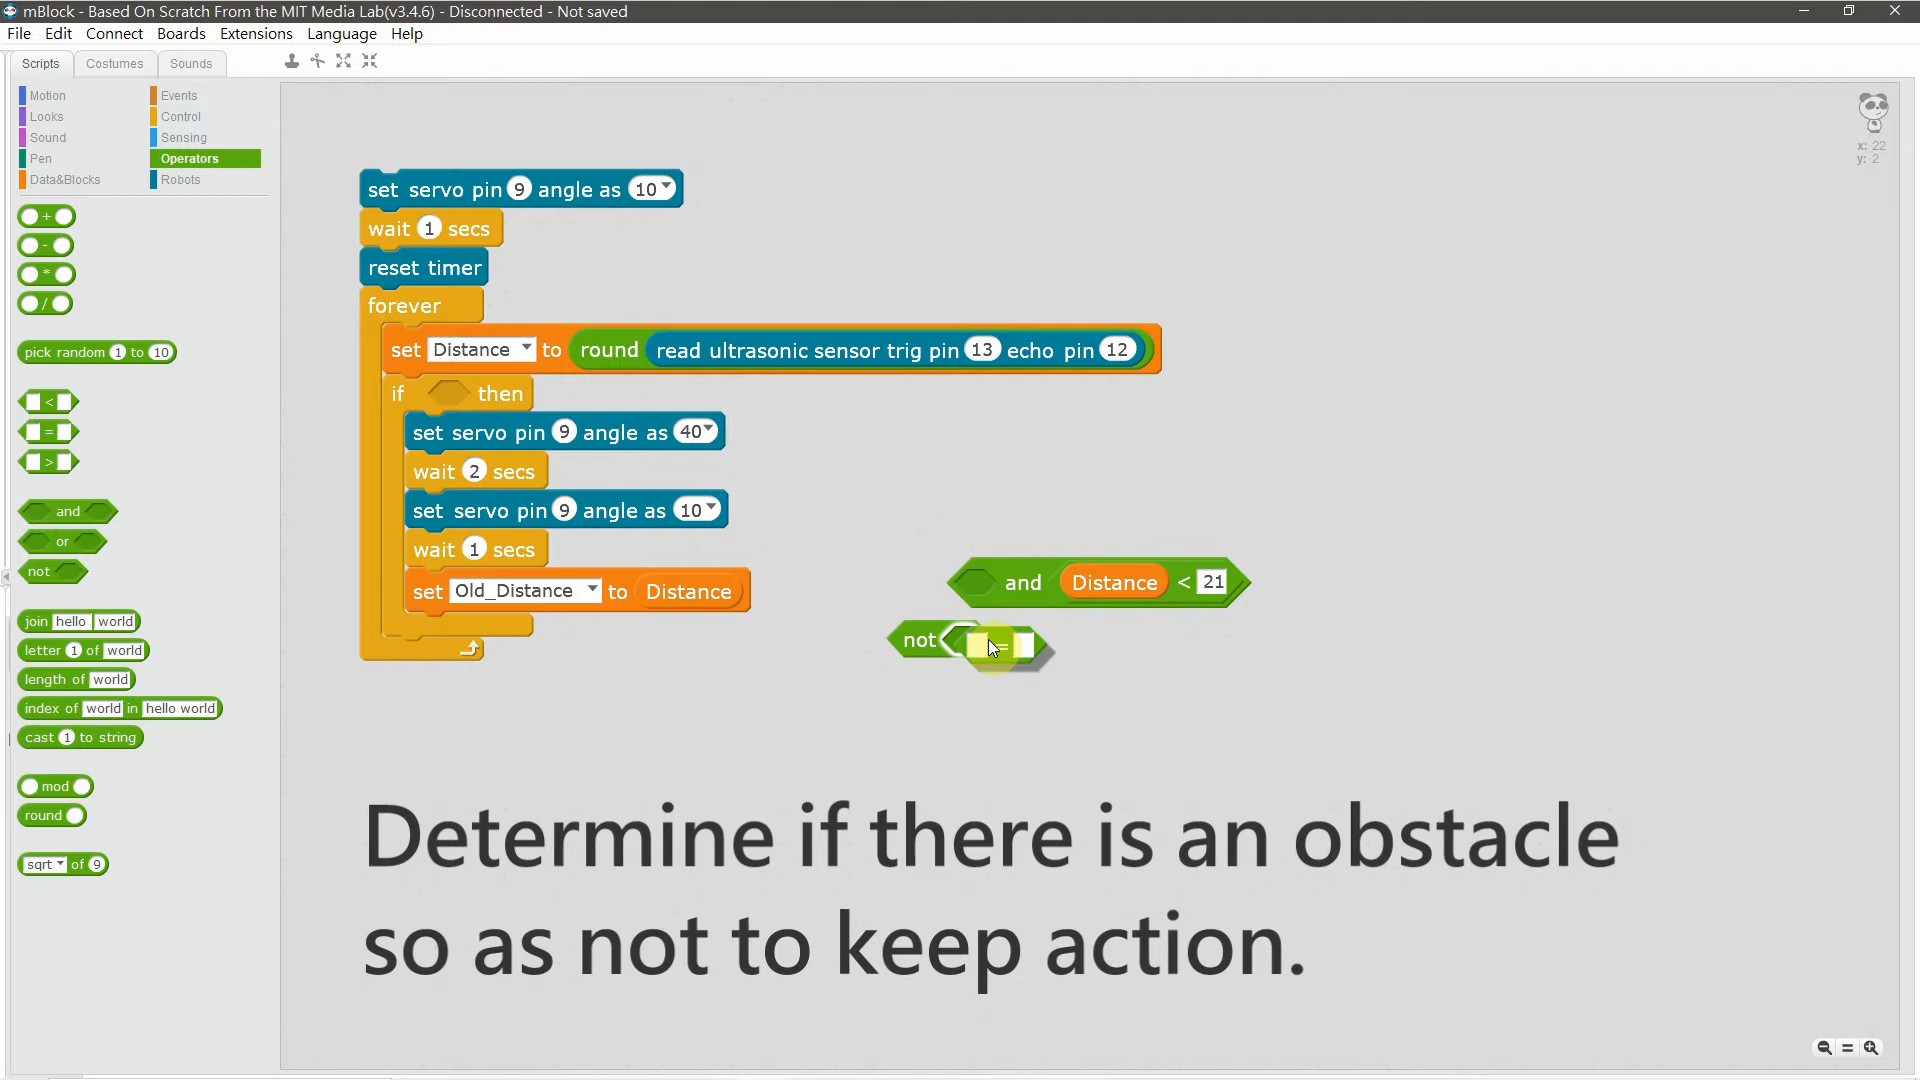 mBlock - Based On Scratch From the MIT Media Lab(v3.4.6) - Disconnected - Not saved
File Edit Connect Boards Extensions Language Help
Scripts Costumes Sounds
Motion Events
Looks Control
Sound Sensing
Pen Operators
Data&Blocks Robots
x: 22
y: 2
+
-
*
/
pick random 1 to 10
<
=
>
and
or
not
join hello world
letter 1 of world
length of world
index of world in hello world
cast 1 to string
mod
round
sqrt of 9
set servo pin 9 angle as 10
wait 1 secs
reset timer
forever
set Distance to round read ultrasonic sensor trig pin 13 echo pin 12
if then
set servo pin 9 angle as 40
wait 2 secs
set servo pin 9 angle as 10
wait 1 secs
set Old_Distance to Distance
and Distance < 21
not =
Determine if there is an obstacle
so as not to keep action.